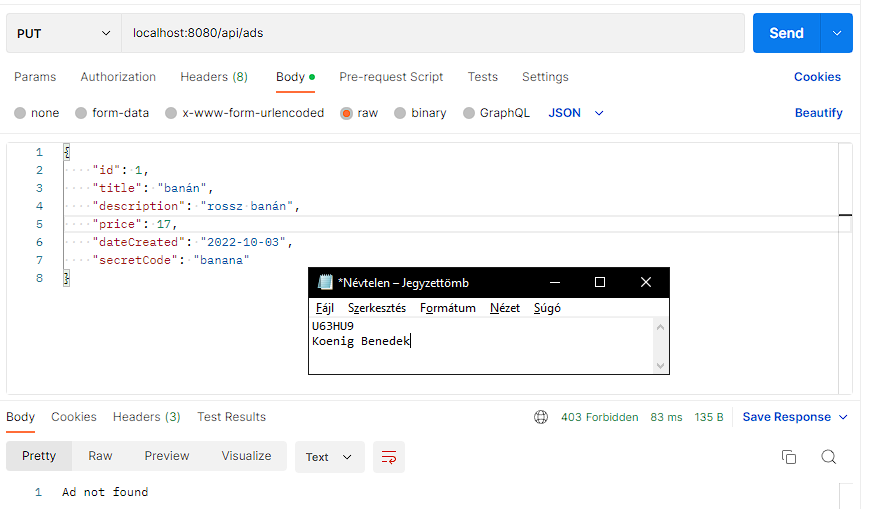 PUT localhost:8080/api/ads Send
Params Authorization Headers (8) Body Pre-request Script Tests Settings Cookies
none form-data x-www-form-urlencoded raw binary GraphQL JSON Beautify
1 {
2 "id": 1,
3 "title": "banán",
4 "description": "rossz banán",
5 "price": 17,
6 "dateCreated": "2022-10-03",
7 "secretCode": "banana"
8 }
*Névtelen – Jegyzettömb
Fájl Szerkesztés Formátum Nézet Súgó
U63HU9
Koenig Benedek
Body Cookies Headers (3) Test Results 403 Forbidden 83 ms 135 B Save Response
Pretty Raw Preview Visualize Text
1 Ad not found